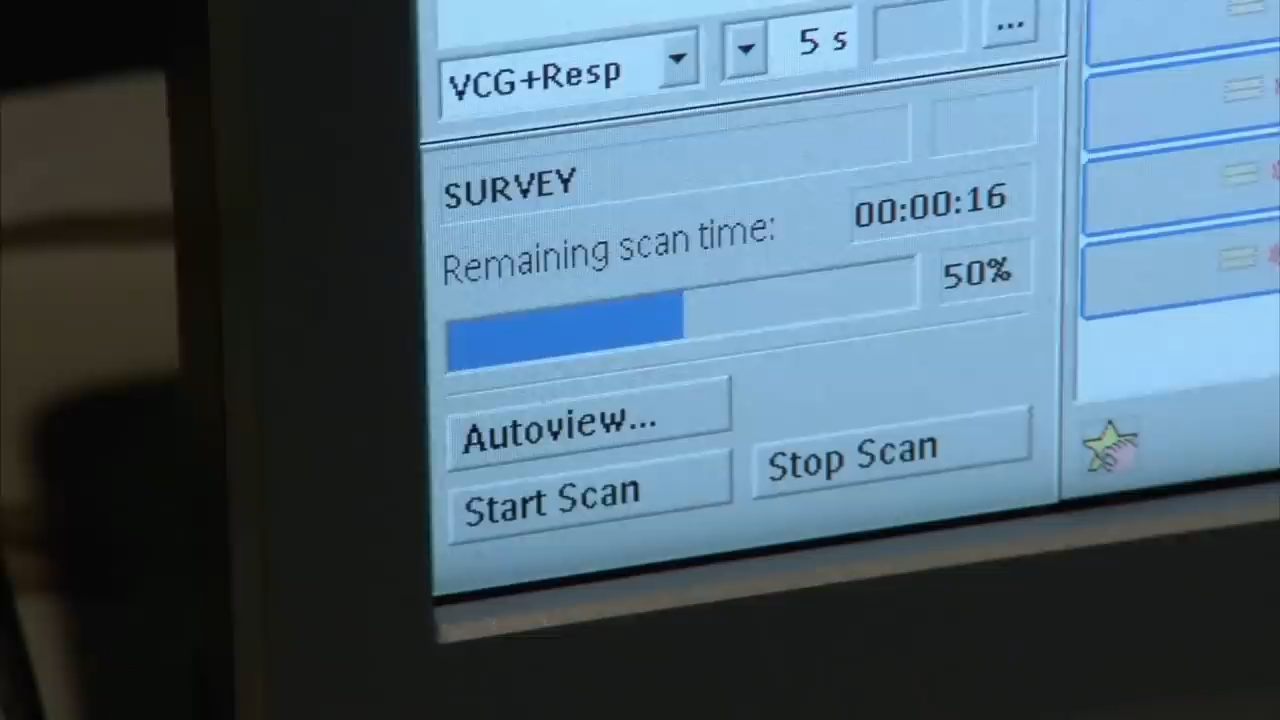 VCG+Resp 5 s ...
SURVEY
Remaining scan time: 00:00:16
50%
Autoview...
Start Scan Stop Scan